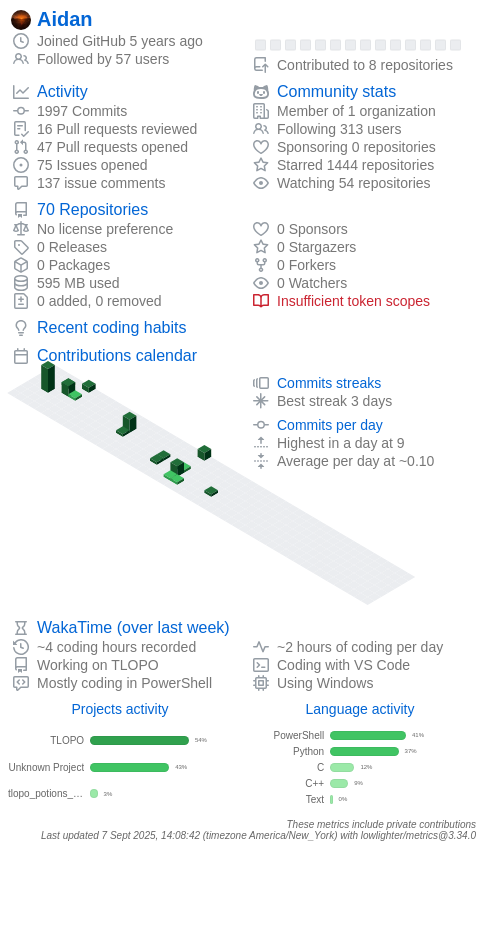 Aidan
Joined GitHub 5 years ago
Followed by 57 users
Contributed to 8 repositories
Activity
1997 Commits
16 Pull requests reviewed
47 Pull requests opened
75 Issues opened
137 issue comments
Community stats
Member of 1 organization
Following 313 users
Sponsoring 0 repositories
Starred 1444 repositories
Watching 54 repositories
70 Repositories
No license preference
0 Releases
0 Packages
595 MB used
0 added, 0 removed
0 Sponsors
0 Stargazers
0 Forkers
0 Watchers
Insufficient token scopes
Recent coding habits
Contributions calendar
Commits streaks
Best streak 3 days
Commits per day
Highest in a day at 9
Average per day at ~0.10
WakaTime (over last week)
~4 coding hours recorded
Working on TLOPO
Mostly coding in PowerShell
~2 hours of coding per day
Coding with VS Code
Using Windows
Projects activity
TLOPO 54%
Unknown Project 43%
tlopo_potions_… 3%
Language activity
PowerShell 41%
Python 37%
C 12%
C++ 9%
Text 0%
These metrics include private contributions
Last updated 7 Sept 2025, 14:08:42 (timezone America/New_York) with lowlighter/metrics@3.34.0